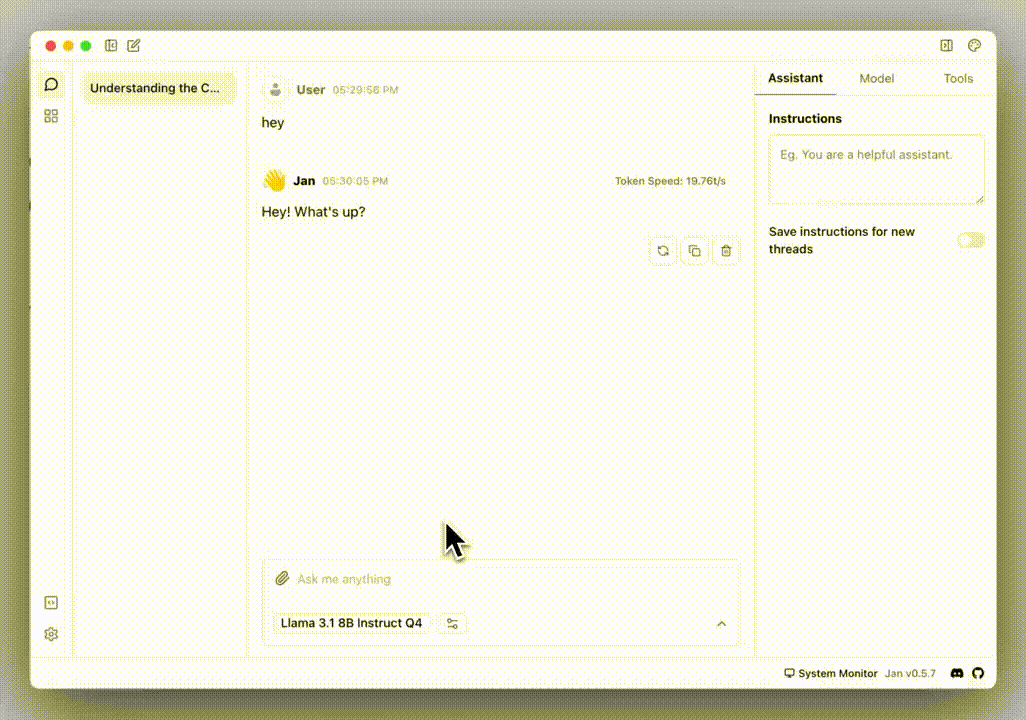 Understanding the C...
User 05:29:56 PM
hey
Jan 05:30:05 PM
Token Speed: 19.76t/s
Hey! What's up?
Ask me anything
Llama 3.1 8B Instruct Q4
Assistant Model Tools
Instructions
Eg. You are a helpful assistant.
Save instructions for new
threads
System Monitor Jan v0.5.7